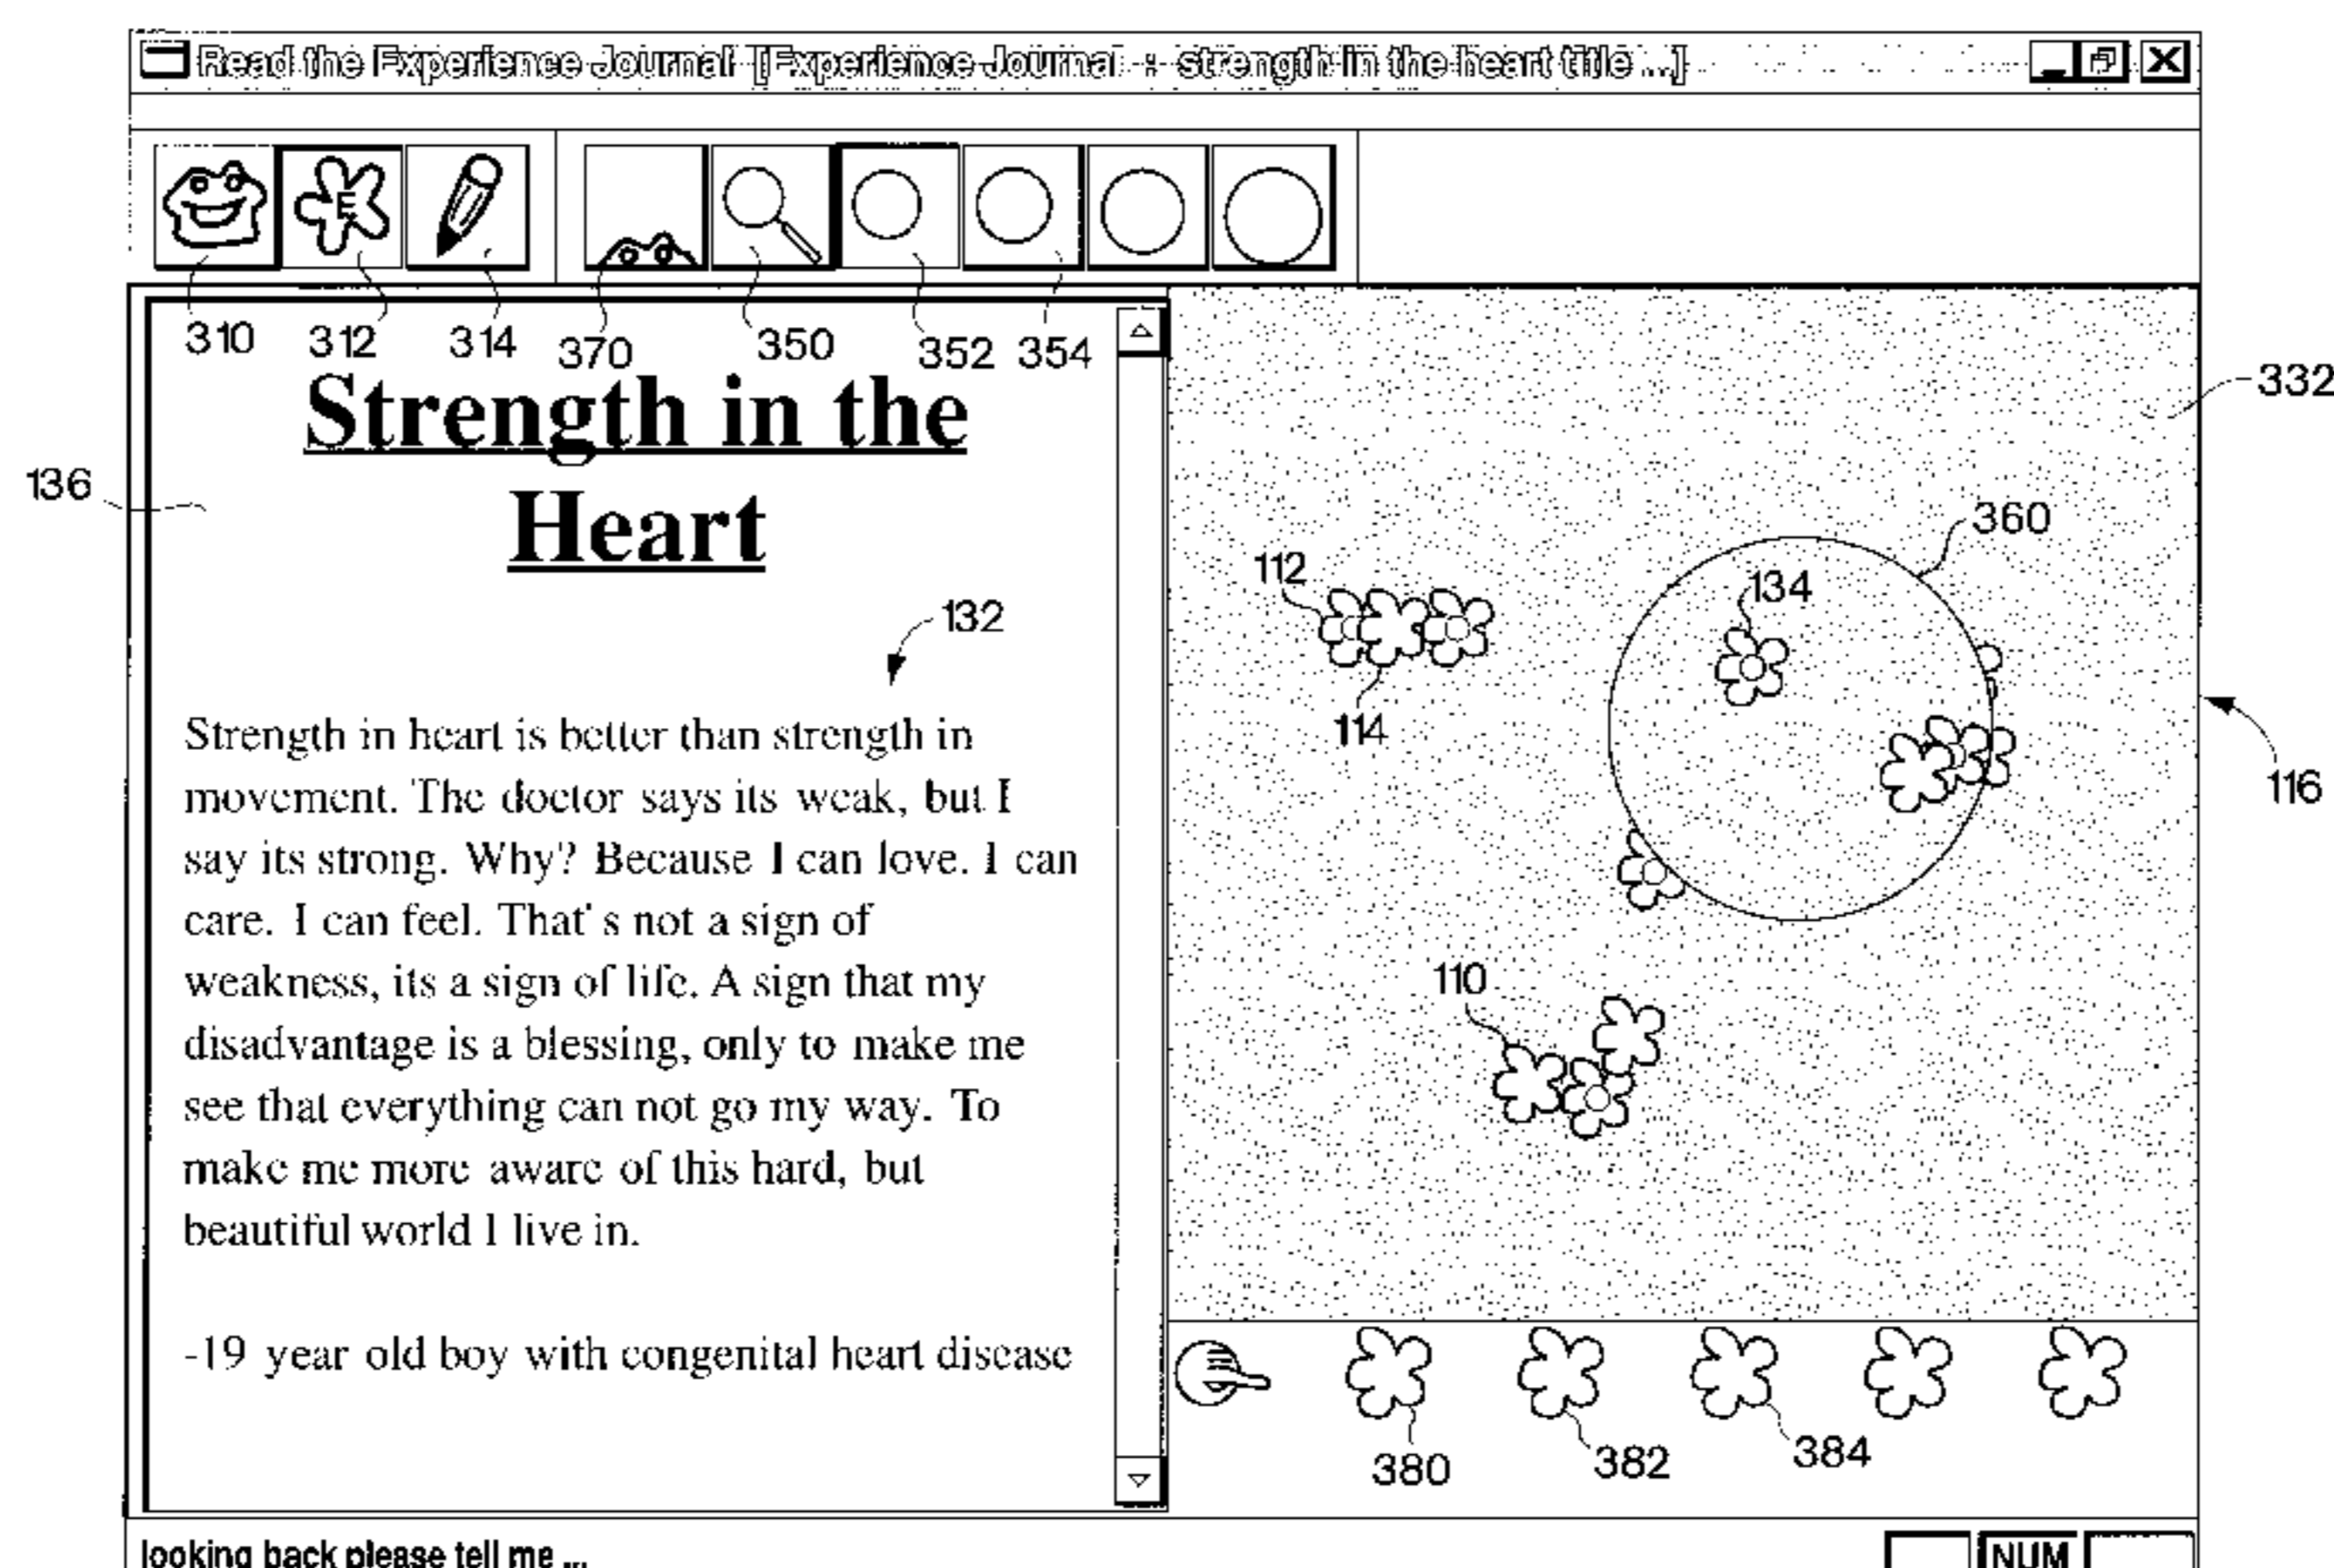 Read the Experience Journal [Experience Journal : strength in the heart title ...]
E
310
312
314
370
350
352
354
332
Strength in the
Heart
136
132
360
134
112
114
116
110
Strength in heart is better than strength in
movement. The doctor says its weak, but I
say its strong. Why? Because I can love. I can
care. I can feel. That's not a sign of
weakness, its a sign of life. A sign that my
disadvantage is a blessing, only to make me
see that everything can not go my way. To
make me more aware of this hard, but
beautiful world I live in.
-19 year old boy with congenital heart disease
380
382
384
looking back please tell me ...
NUM